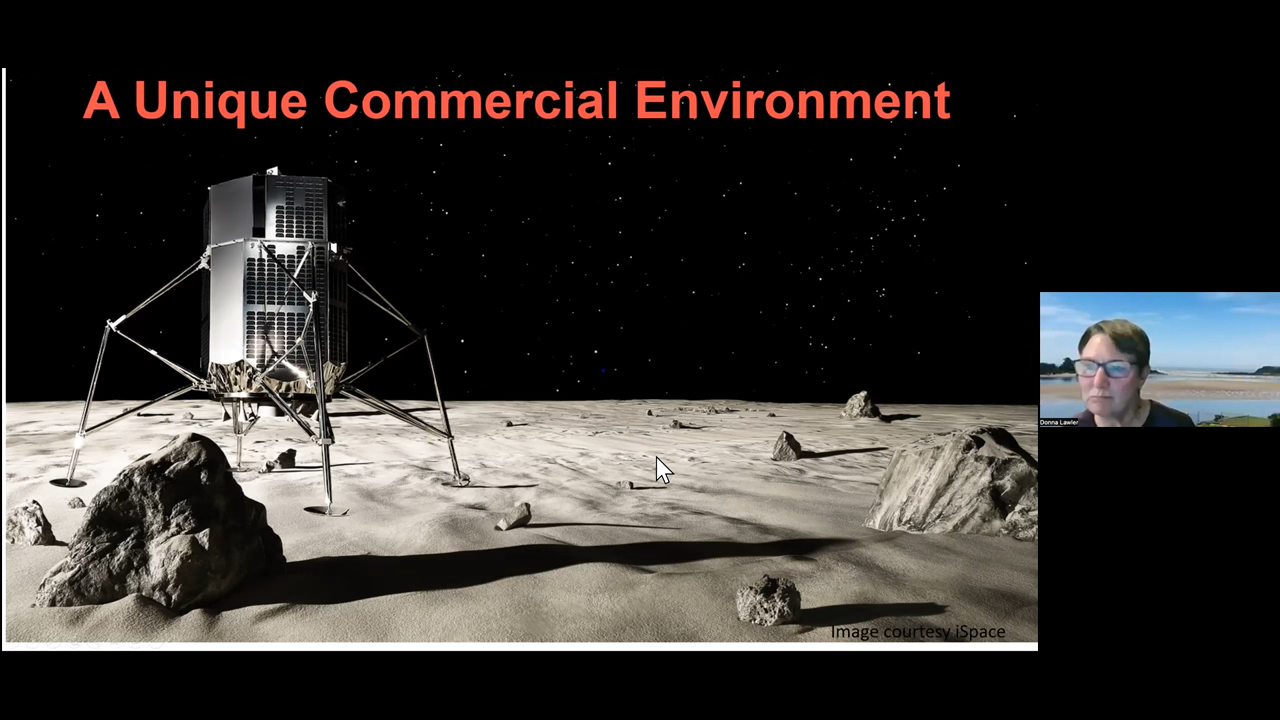 A Unique Commercial Environment
Donna Lawler
Image courtesy iSpace